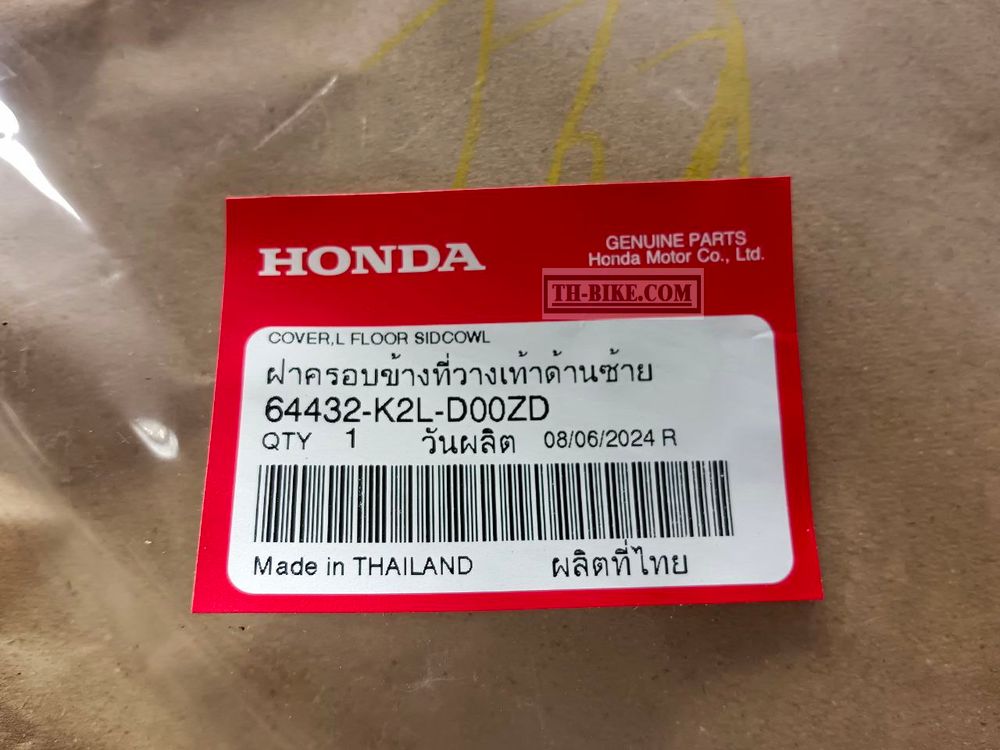 HONDA
GENUINE PARTS
Honda Motor Co., Ltd.
TH-BIKE.COM
COVER,L FLOOR SIDCOWL
ฝาครอบข้างที่วางเท้าด้านซ้าย
64432-K2L-D00ZD
QTY 1 วันผลิต 08/06/2024 R
Made in THAILAND ผลิตที่ไทย